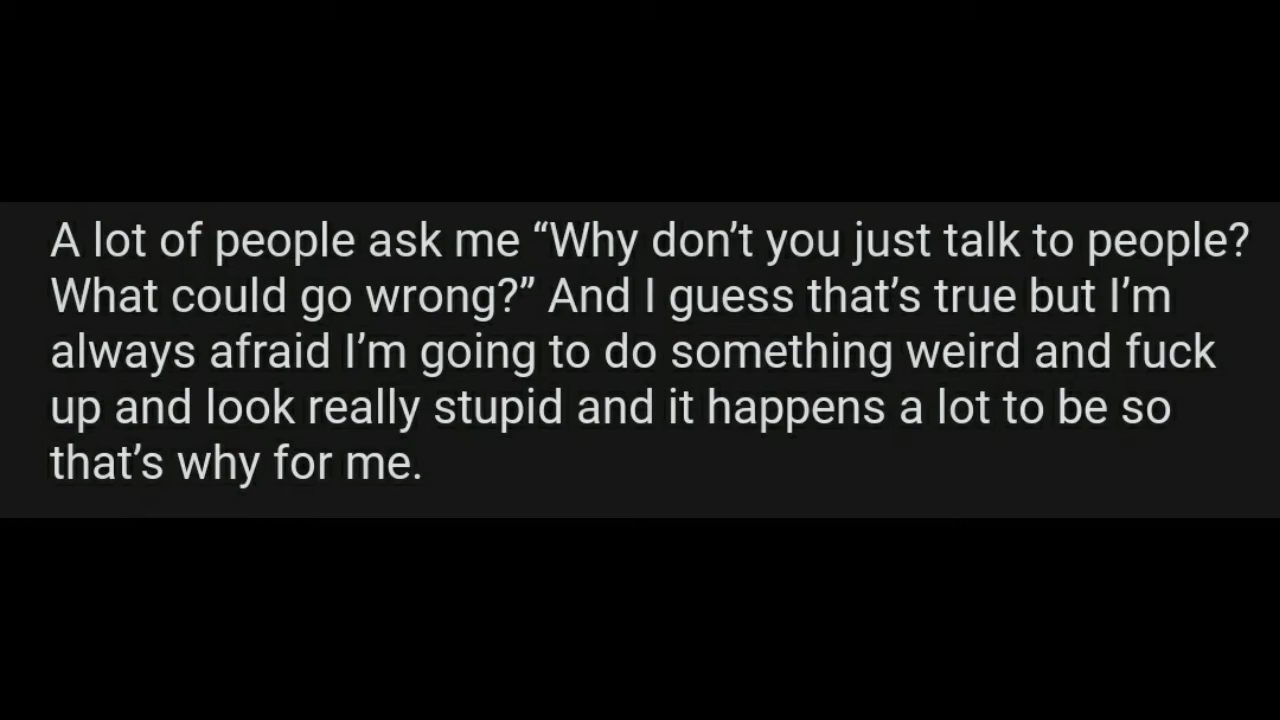 A lot of people ask me “Why don’t you just talk to people?
What could go wrong?” And I guess that’s true but I’m
always afraid I’m going to do something weird and fuck
up and look really stupid and it happens a lot to be so
that’s why for me.